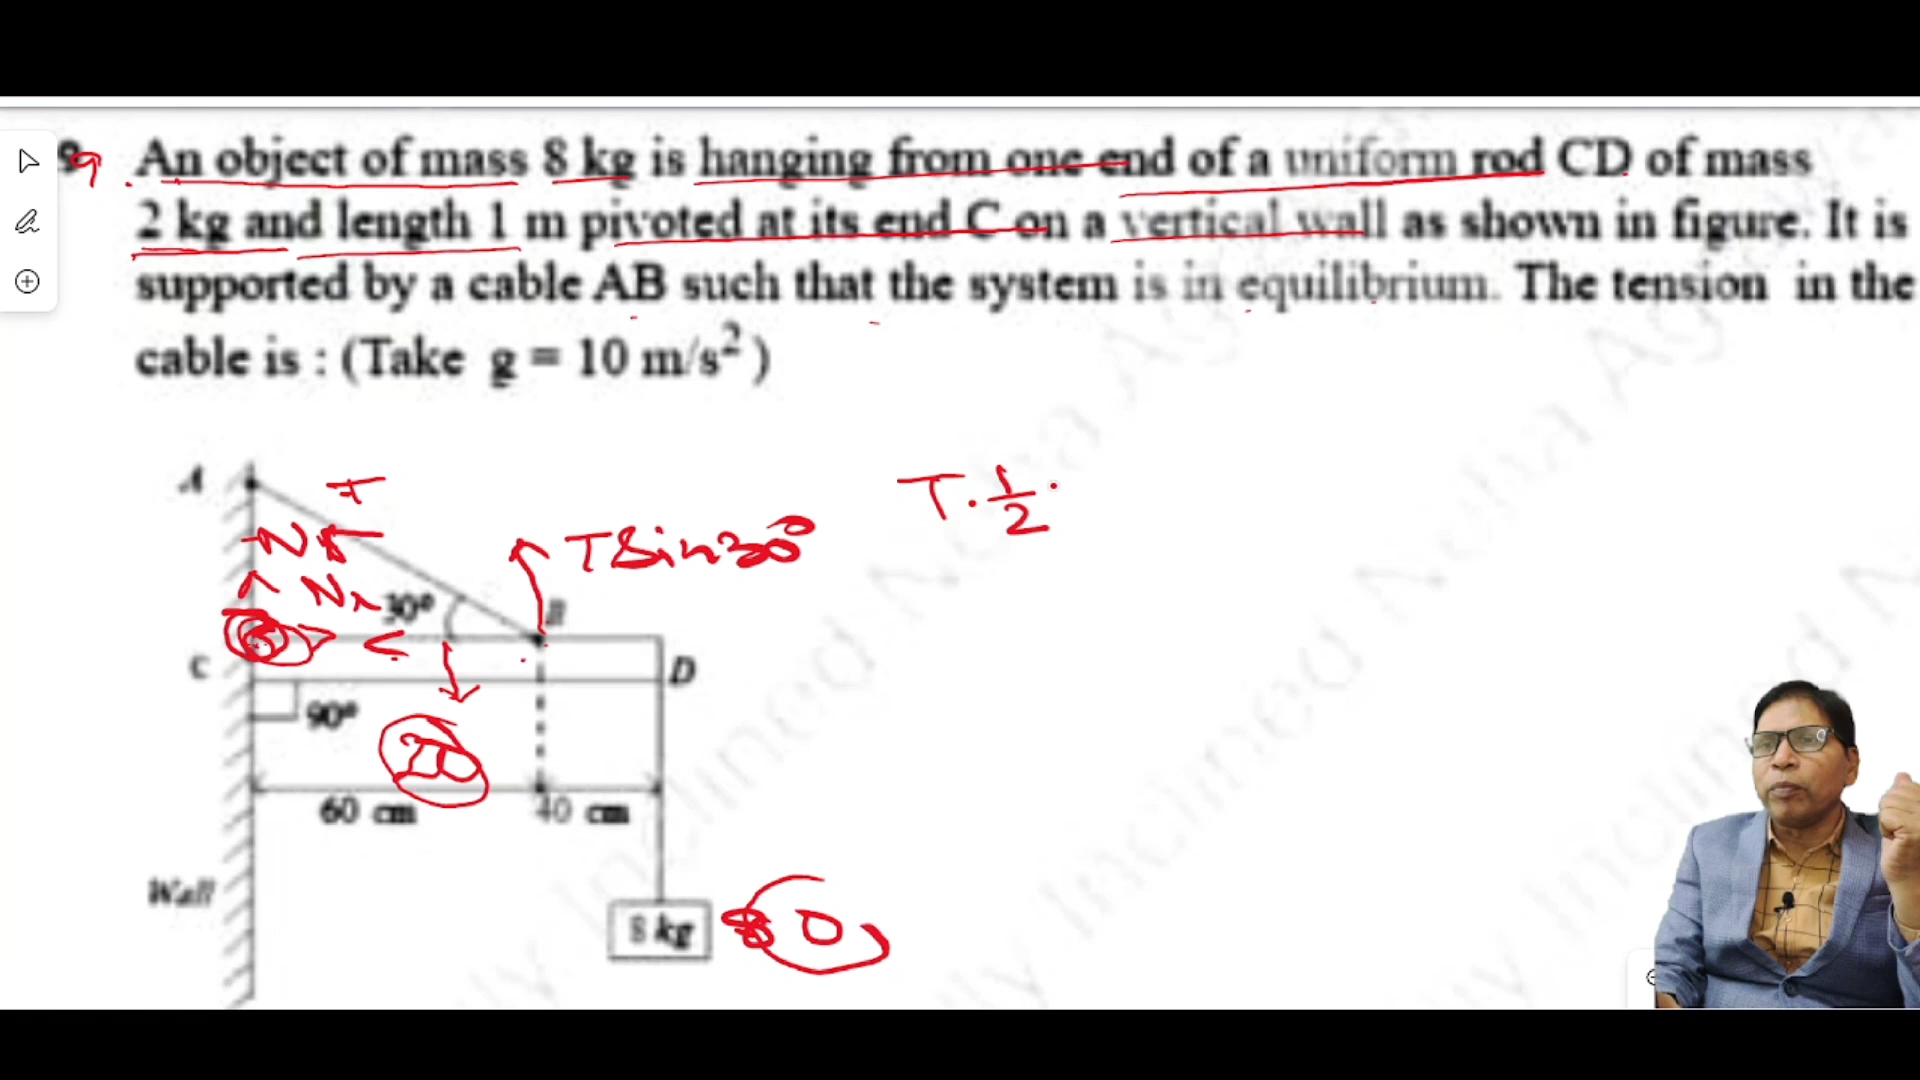 9 9. An object of mass 8 kg is hanging from one end of a uniform rod CD of mass
2 kg and length 1 m pivoted at its end C on a vertical wall as shown in figure. It is
supported by a cable AB such that the system is in equilibrium. The tension in the
cable is : (Take g = 10 m/s² )
A
T
T · 1/2 ·
N
T Sin30°
N
30°
B
C
D
90°
20
60 cm
40 cm
Wall
8 kg
80